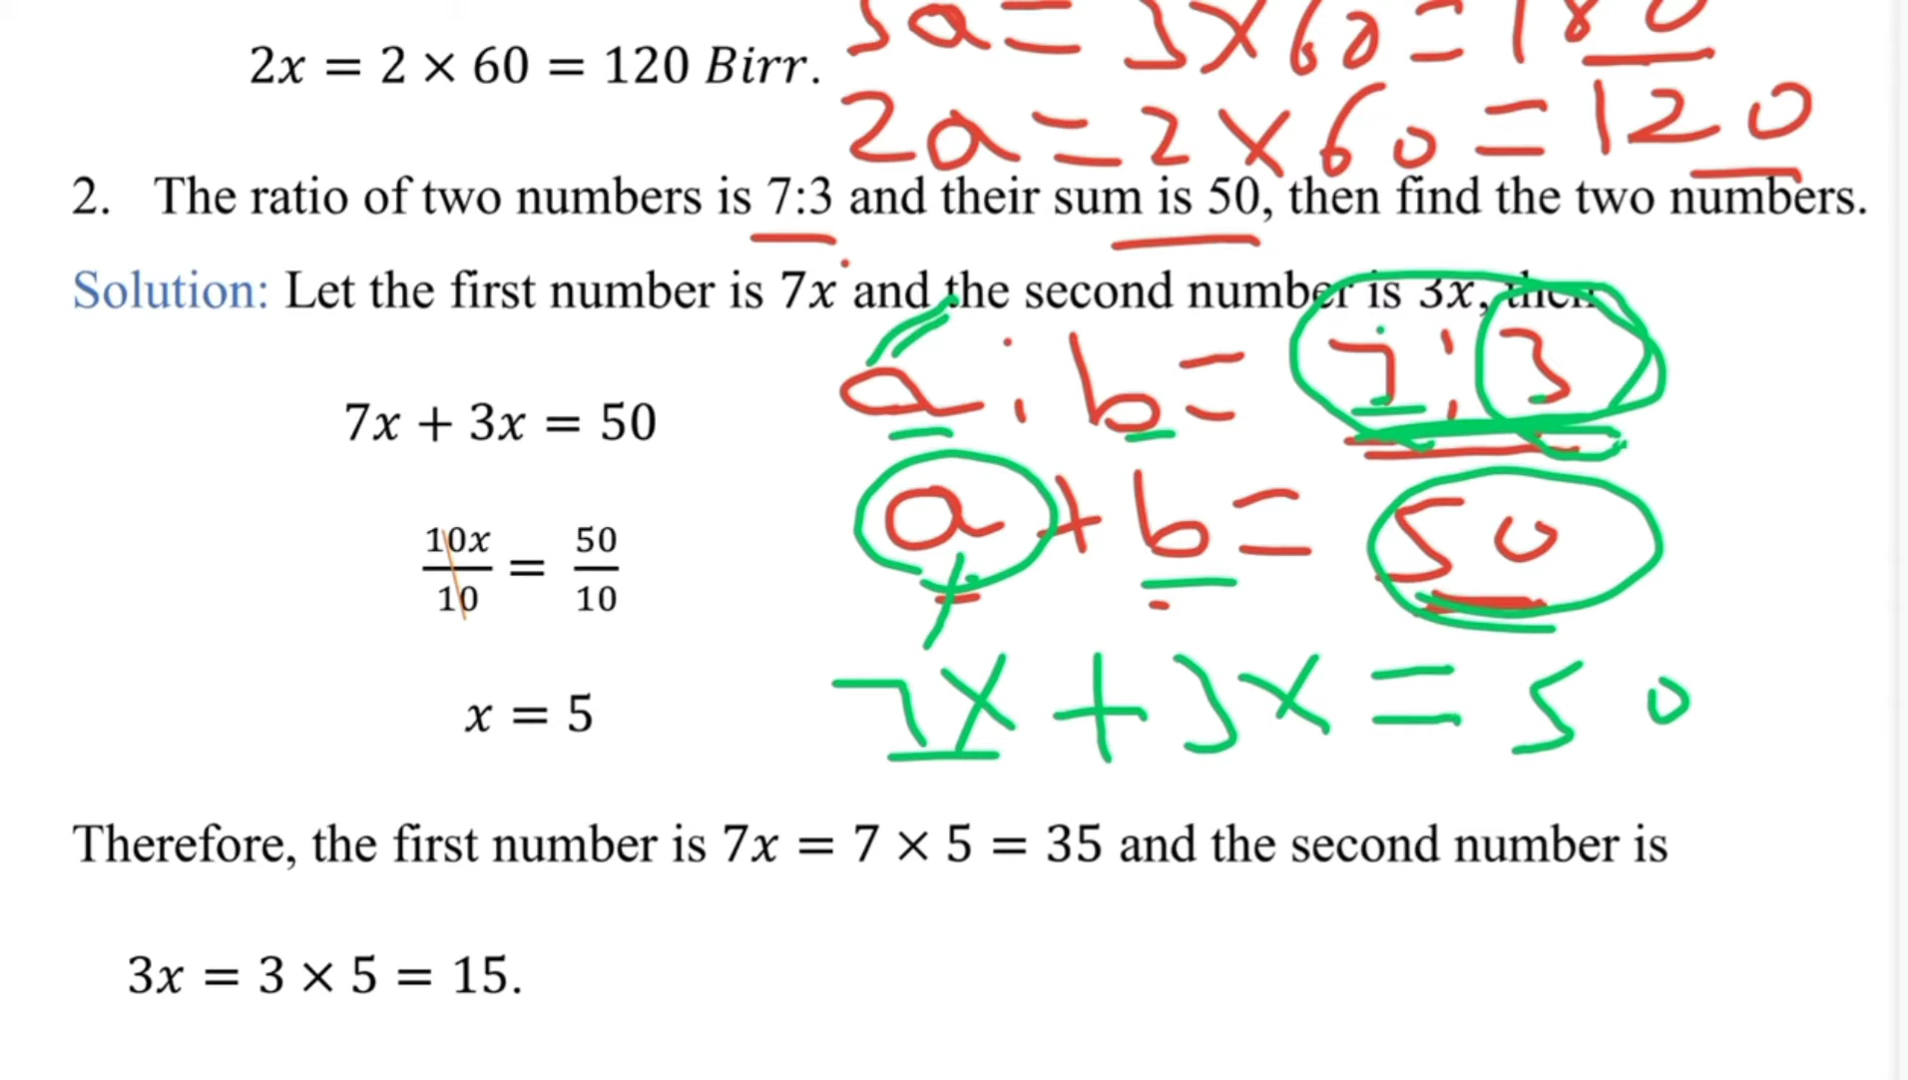 3a = 3 × 60 = 180
2x = 2 × 60 = 120 Birr.
2a = 2 × 60 = 120
2. The ratio of two numbers is 7:3 and their sum is 50, then find the two numbers.
Solution: Let the first number is 7x and the second number is 3x, then
a : b = 7 : 3
7x + 3x = 50
a + b = 50
10x/10 = 50/10
x = 5
7x + 3x = 50
Therefore, the first number is 7x = 7 × 5 = 35 and the second number is
3x = 3 × 5 = 15.